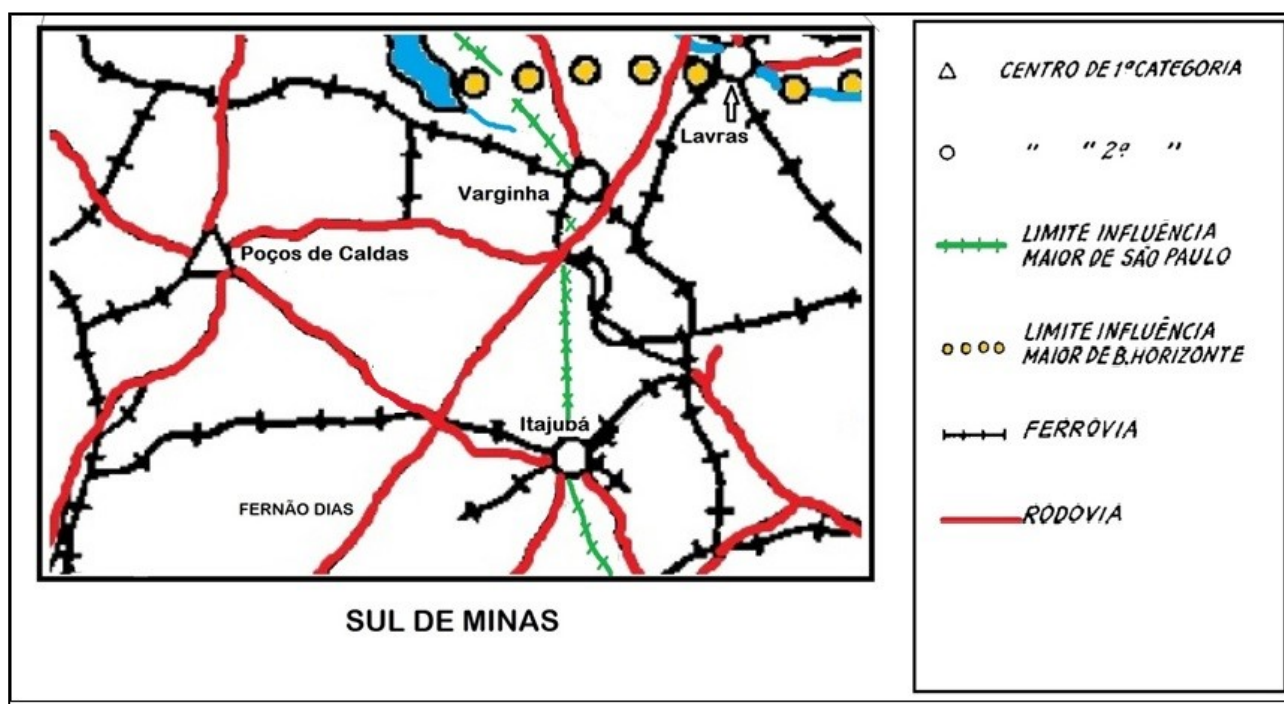 Lavras
Varginha
Poços de Caldas
Itajubá
FERNÃO DIAS
SUL DE MINAS
CENTRO DE 1ª CATEGORIA
" " 2ª "
LIMITE INFLUÊNCIA
MAIOR DE SÃO PAULO
LIMITE INFLUÊNCIA
MAIOR DE B.HORIZONTE
FERROVIA
RODOVIA